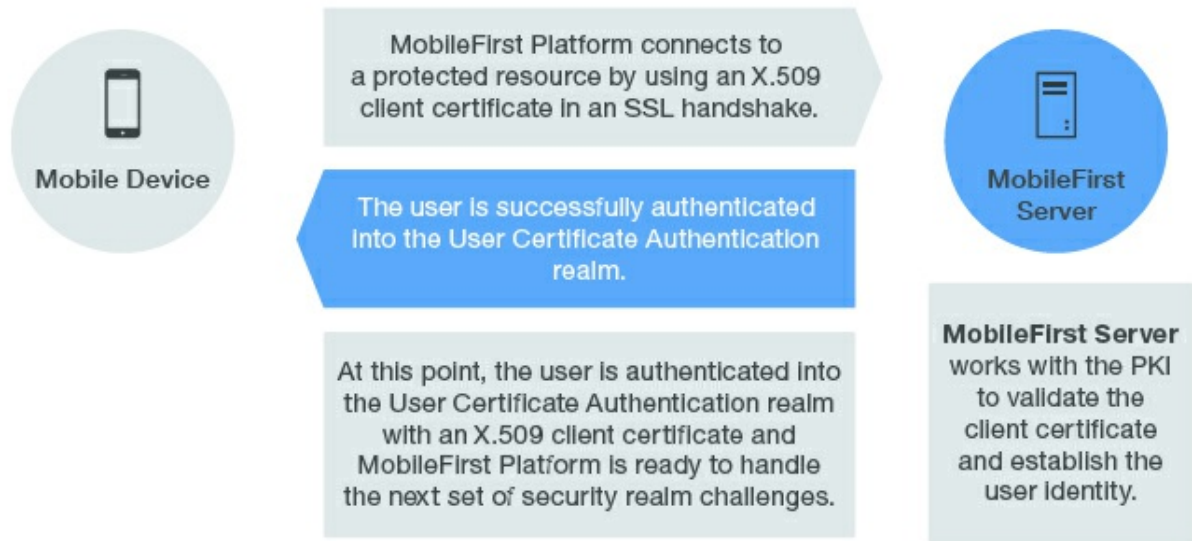 MobileFirst Platform connects to
a protected resource by using an X.509
client certificate in an SSL handshake.
Mobile Device
MobileFirst
Server
The user is successfully authenticated
into the User Certificate Authentication
realm.
At this point, the user is authenticated into
the User Certificate Authentication realm
with an X.509 client certificate and
MobileFirst Platform is ready to handle
the next set of security realm challenges.
MobileFirst Server
works with the PKI
to validate the
client certificate
and establish the
user identity.